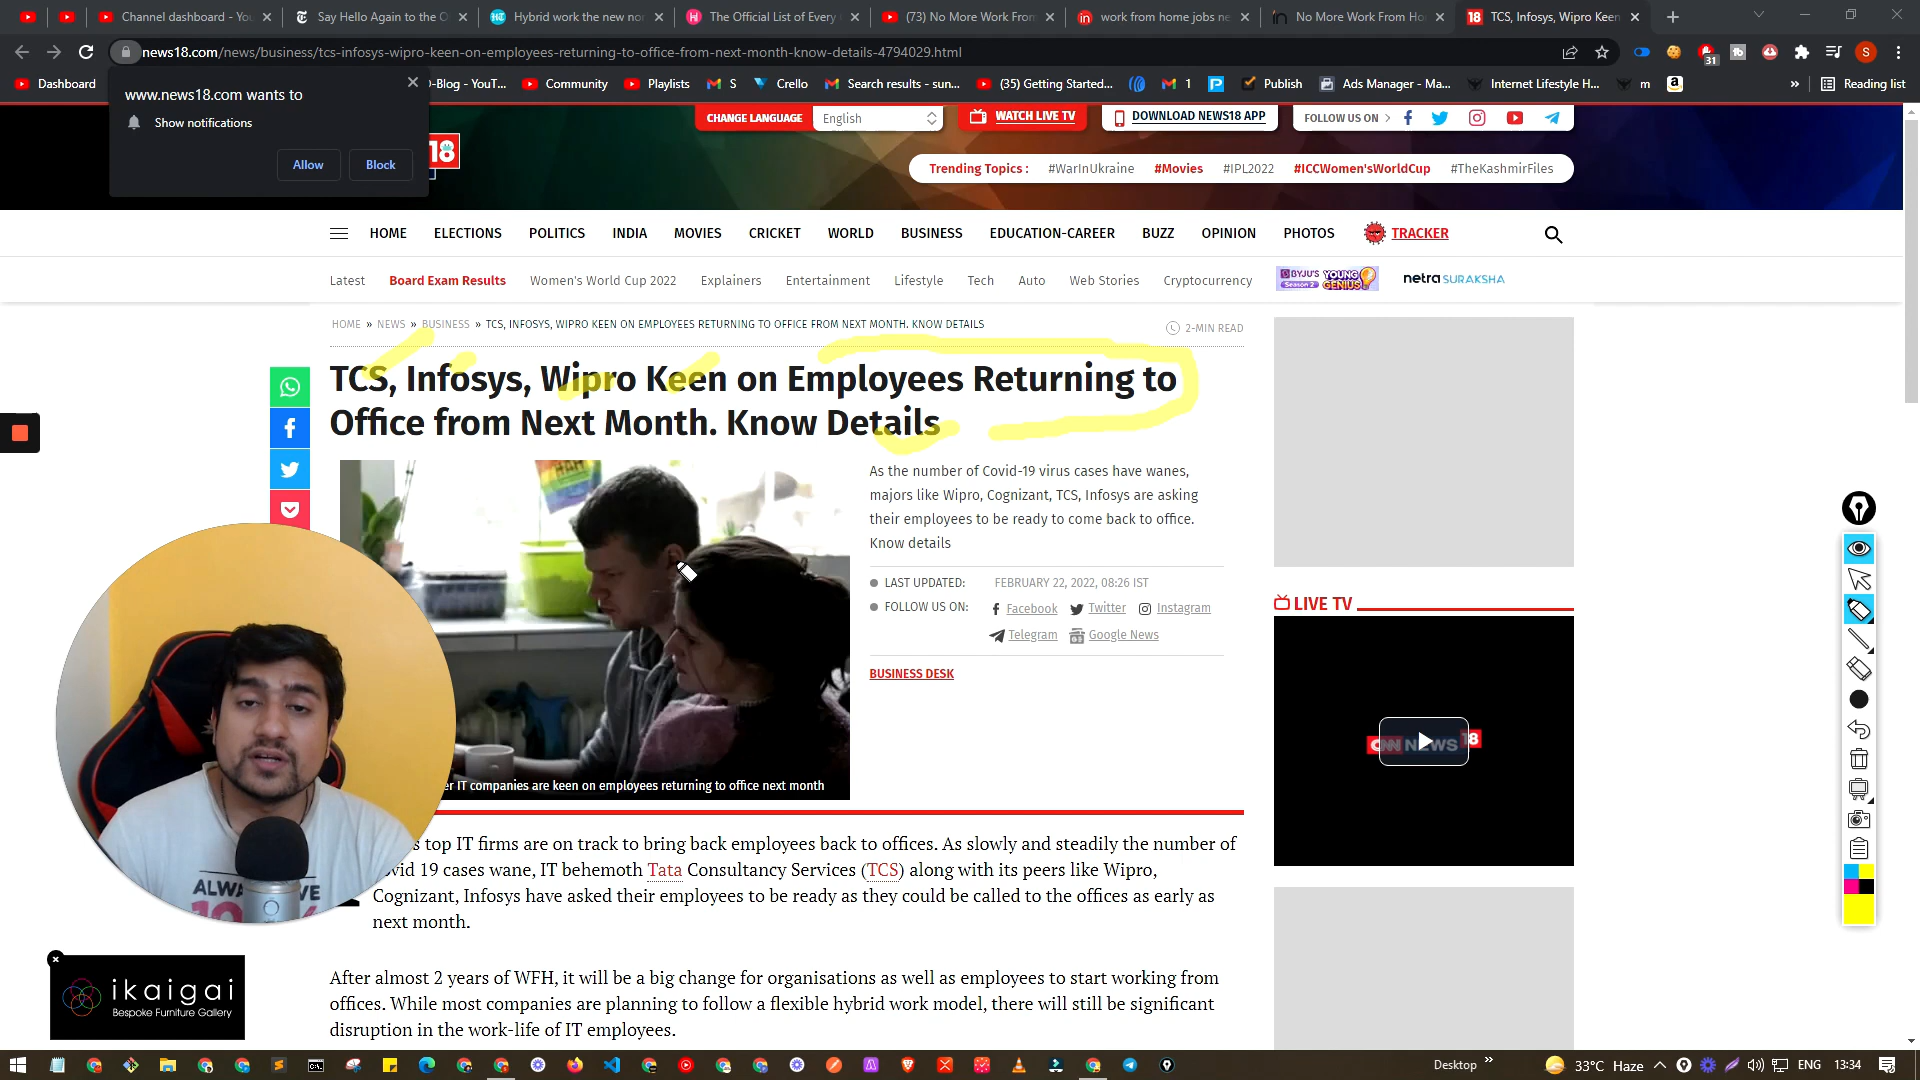 Channel dashboard - You
Say Hello Again to the O
Hybrid work the new nor
The Official List of Every
(73) No More Work From
work from home jobs ne
No More Work From Ho
TCS, Infosys, Wipro Keen
news18.com/news/business/tcs-infosys-wipro-keen-on-employees-returning-to-office-from-next-month-know-details-4794029.html
31
S
Dashboard
-Blog - YouT...
Community
Playlists
S
Crello
Search results - sun...
(35) Getting Started...
1
Publish
Ads Manager - Ma...
Internet Lifestyle H...
m
Reading list
www.news18.com wants to
Show notifications
Allow
Block
18
CHANGE LANGUAGE
English
WATCH LIVE TV
DOWNLOAD NEWS18 APP
FOLLOW US ON >
Trending Topics :
#WarInUkraine
#Movies
#IPL2022
#ICCWomen'sWorldCup
#TheKashmirFiles
HOME
ELECTIONS
POLITICS
INDIA
MOVIES
CRICKET
WORLD
BUSINESS
EDUCATION-CAREER
BUZZ
OPINION
PHOTOS
TRACKER
Latest
Board Exam Results
Women's World Cup 2022
Explainers
Entertainment
Lifestyle
Tech
Auto
Web Stories
Cryptocurrency
BYJU'S YOUNG GENIUS Season 2
netra SURAKSHA
HOME » NEWS » BUSINESS » TCS, INFOSYS, WIPRO KEEN ON EMPLOYEES RETURNING TO OFFICE FROM NEXT MONTH. KNOW DETAILS
2-MIN READ
TCS, Infosys, Wipro Keen on Employees Returning to
Office from Next Month. Know Details
As the number of Covid-19 virus cases have wanes,
majors like Wipro, Cognizant, TCS, Infosys are asking
their employees to be ready to come back to office.
Know details
LAST UPDATED: FEBRUARY 22, 2022, 08:26 IST
FOLLOW US ON: Facebook Twitter Instagram
Telegram Google News
BUSINESS DESK
LIVE TV
CNN NEWS 18
er IT companies are keen on employees returning to office next month
s top IT firms are on track to bring back employees back to offices. As slowly and steadily the number of
ovid 19 cases wane, IT behemoth Tata Consultancy Services (TCS) along with its peers like Wipro,
Cognizant, Infosys have asked their employees to be ready as they could be called to the offices as early as
next month.
After almost 2 years of WFH, it will be a big change for organisations as well as employees to start working from
offices. While most companies are planning to follow a flexible hybrid work model, there will still be significant
disruption in the work-life of IT employees.
ikaigai
Bespoke Furniture Gallery
Desktop
33°C Haze
ENG
13:34